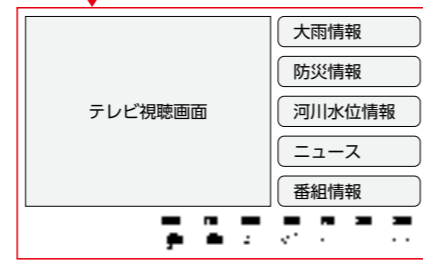 テレビ視聴画面
大雨情報
防災情報
河川水位情報
ニュース
番組情報